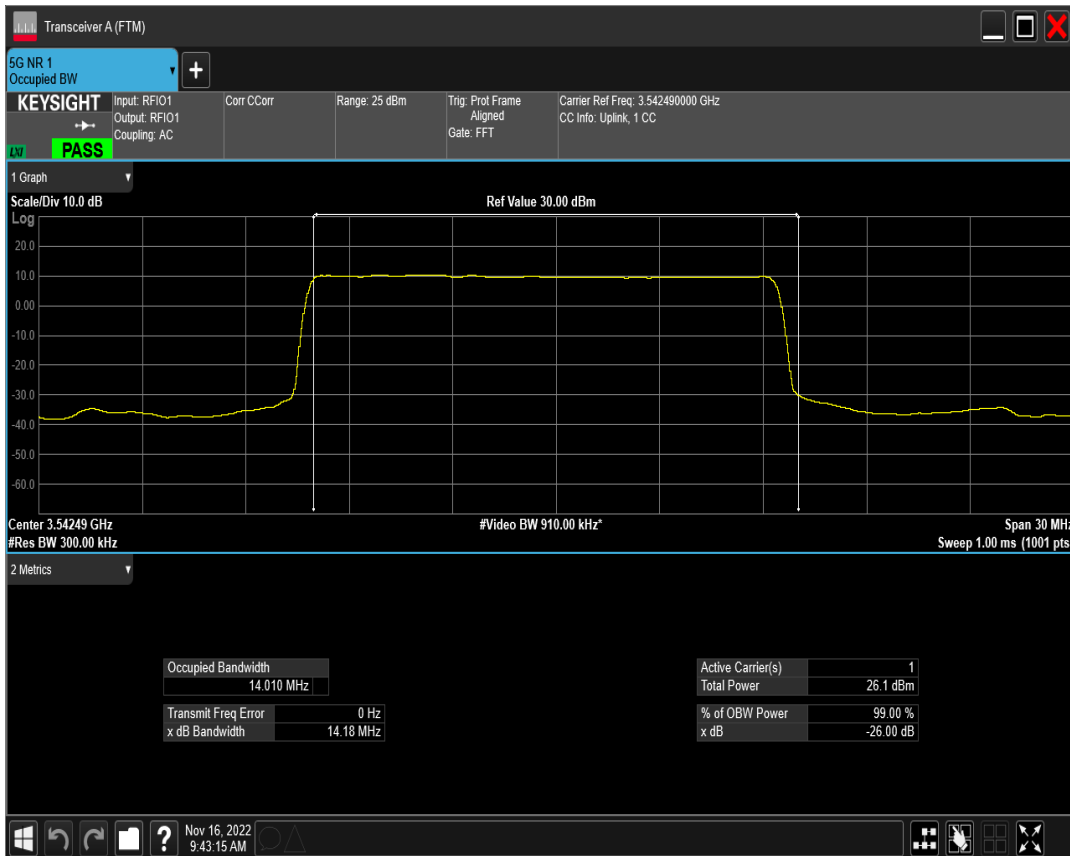 Transceiver A (FTM)
5G NR 1
Occupied BW
+
KEYSIGHT
LXI
PASS
Input: RFIO1
Output: RFIO1
Coupling: AC
Corr CCorr
Range: 25 dBm
Trig: Prot Frame
Aligned
Gate: FFT
Carrier Ref Freq: 3.542490000 GHz
CC Info: Uplink, 1 CC
1 Graph
Scale/Div 10.0 dB
Ref Value 30.00 dBm
Log
20.0
10.0
0.00
-10.0
-20.0
-30.0
-40.0
-50.0
-60.0
Center 3.54249 GHz
#Video BW 910.00 kHz*
Span 30 MHz
#Res BW 300.00 kHz
Sweep 1.00 ms (1001 pts
2 Metrics
Occupied Bandwidth
14.010 MHz
Transmit Freq Error 0 Hz
x dB Bandwidth 14.18 MHz
Active Carrier(s) 1
Total Power 26.1 dBm
% of OBW Power 99.00 %
x dB -26.00 dB
?
Nov 16, 2022
9:43:15 AM